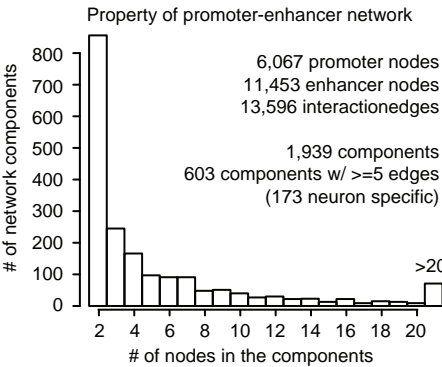 Property of promoter-enhancer network
6,067 promoter nodes
11,453 enhancer nodes
13,596 interactionedges
1,939 components
603 components w/ >=5 edges
(173 neuron specific)
>20
# of network components
800
700
600
500
400
300
200
100
0
2 4 6 8 10 12 14 16 18 20
# of nodes in the components